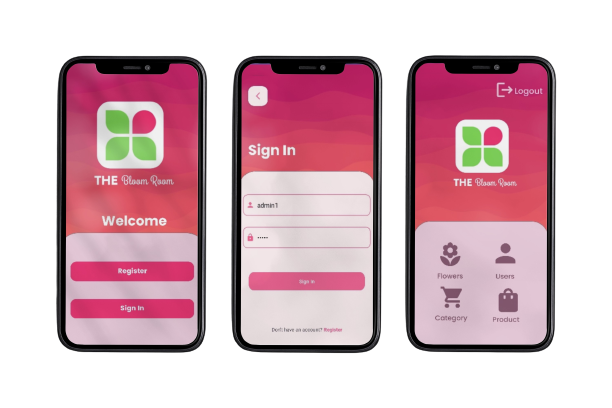 THE Bloom Room
Welcome
Register
Sign In
Sign In
admin1
•••••
Sign In
Don't have an account? Register
Logout
THE Bloom Room
Flowers
Users
Category
Product